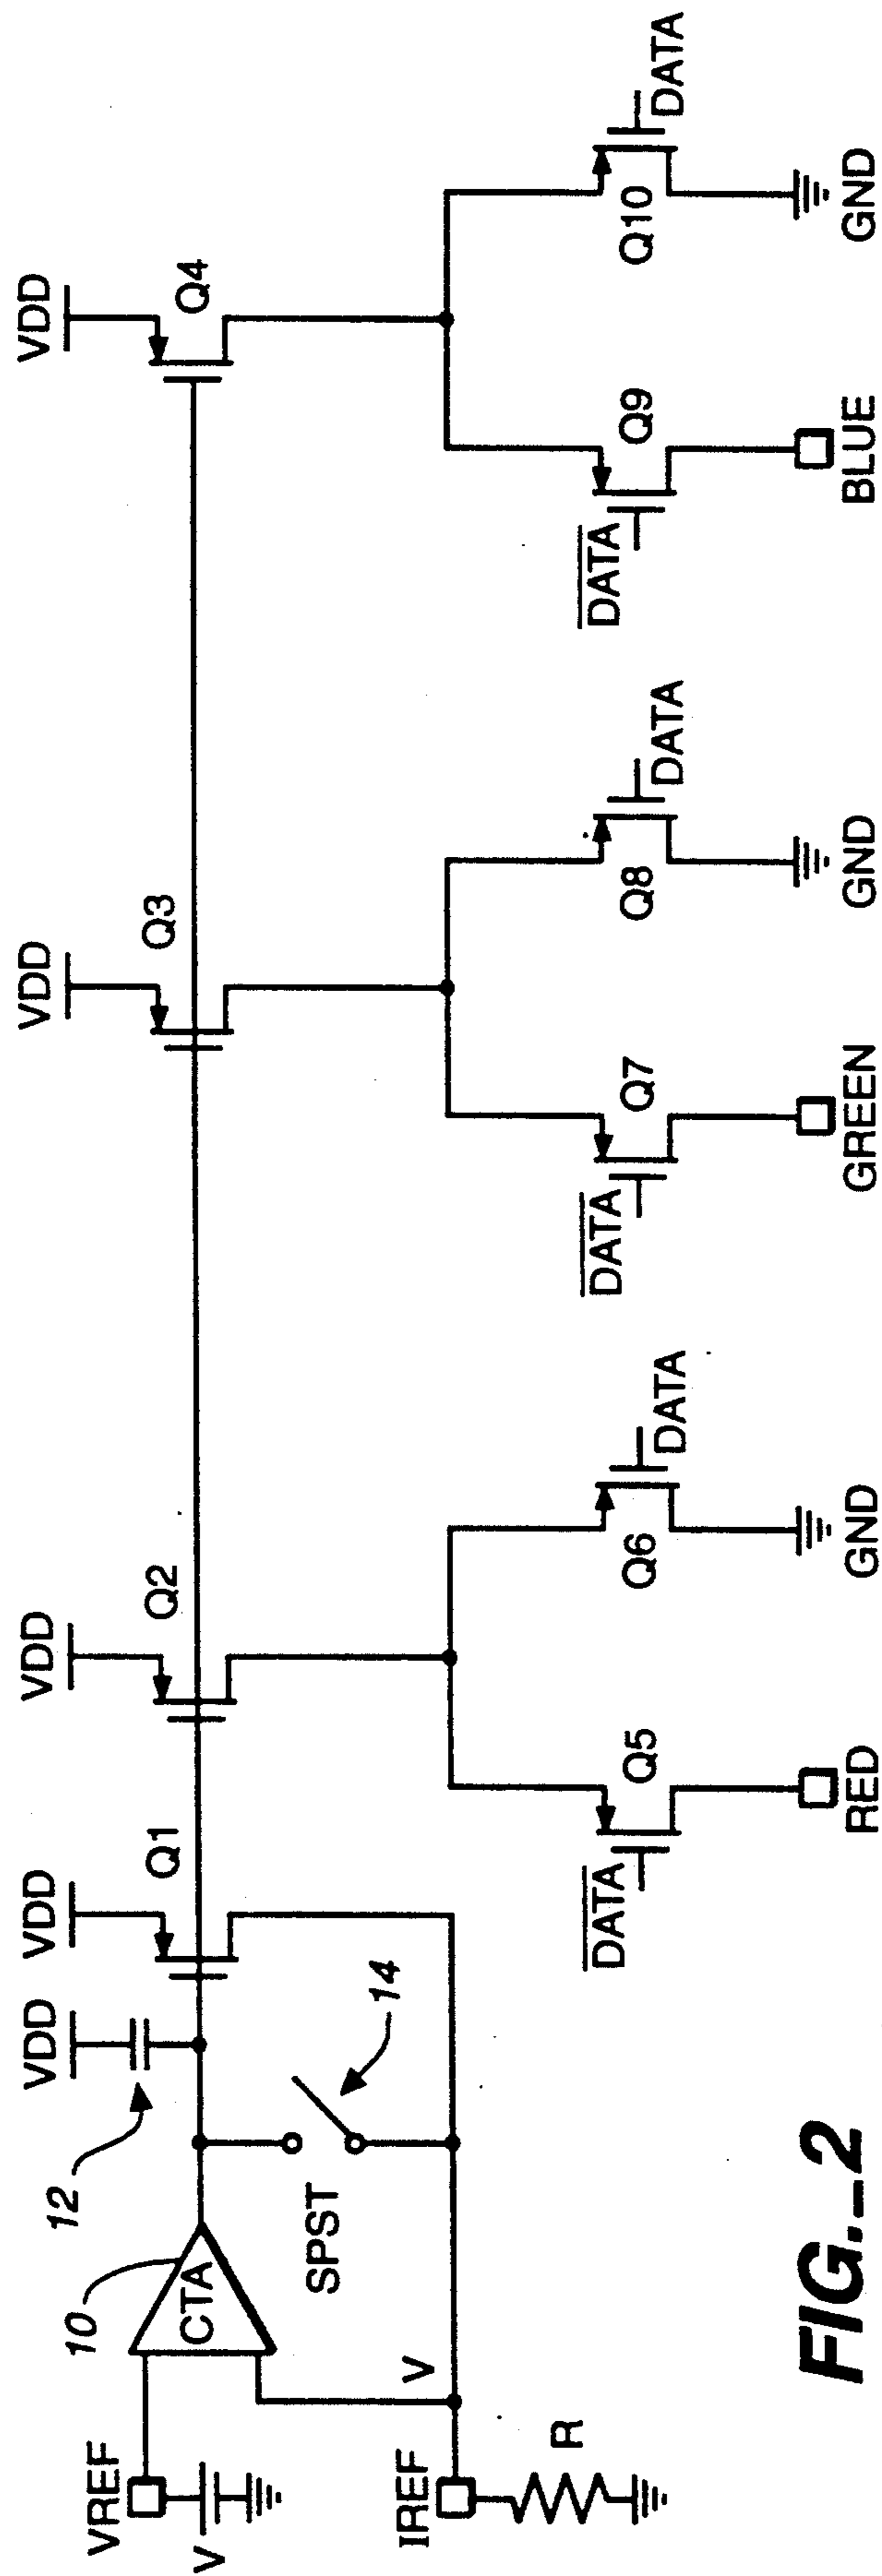 VREF
V
IREF
R
V
10
CTA
12
SPST
14
VDD
VDD
Q1
VDD
Q2
VDD
Q3
VDD
Q4
DATA
Q5
Q6
DATA
RED
GND
DATA
Q7
Q8
DATA
GREEN
GND
DATA
Q9
Q10
DATA
BLUE
GND
FIG._2